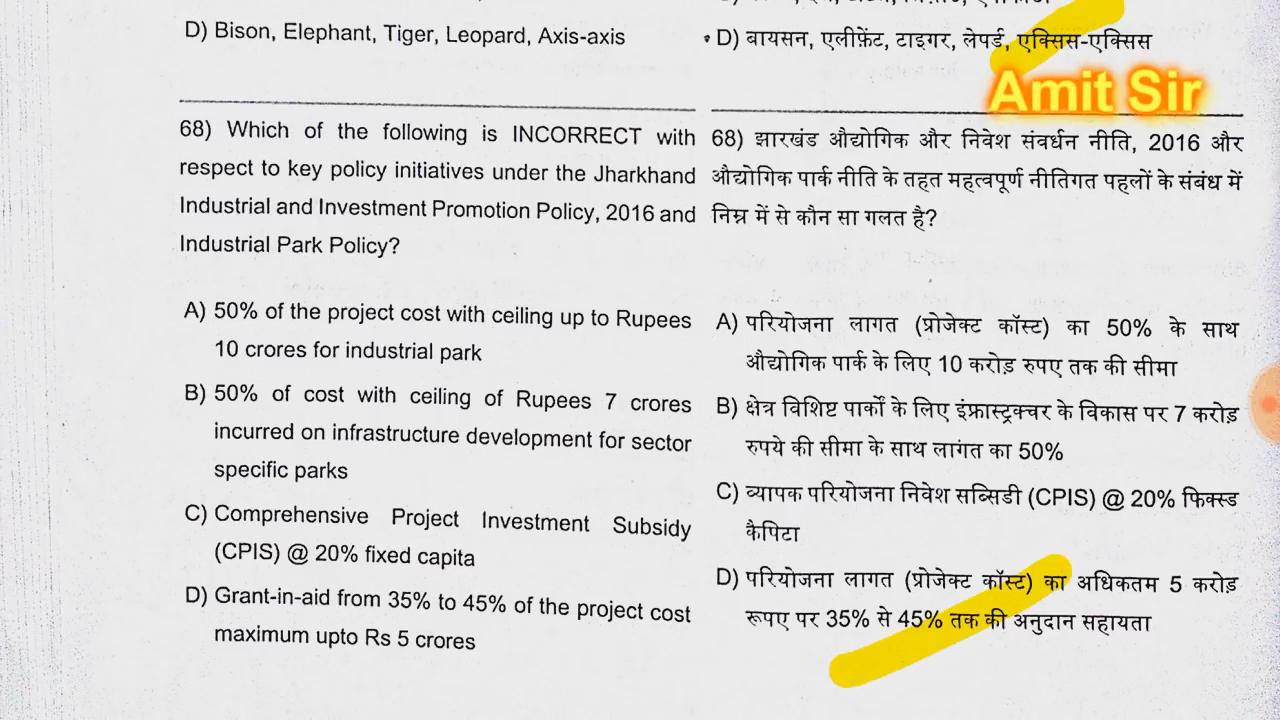 D) Bison, Elephant, Tiger, Leopard, Axis-axis
D) बायसन, एलीफ़ेंट, टाइगर, लेपर्ड, एक्सिस-एक्सिस
Amit Sir
68) Which of the following is INCORRECT with
respect to key policy initiatives under the Jharkhand
Industrial and Investment Promotion Policy, 2016 and
Industrial Park Policy?
A) 50% of the project cost with ceiling up to Rupees
10 crores for industrial park
B) 50% of cost with ceiling of Rupees 7 crores
incurred on infrastructure development for sector
specific parks
C) Comprehensive Project Investment Subsidy
(CPIS) @ 20% fixed capita
D) Grant-in-aid from 35% to 45% of the project cost
maximum upto Rs 5 crores
68) झारखंड औद्योगिक और निवेश संवर्धन नीति, 2016 और
औद्योगिक पार्क नीति के तहत महत्वपूर्ण नीतिगत पहलों के संबंध में
निम्न में से कौन सा गलत है?
A) परियोजना लागत (प्रोजेक्ट कॉस्ट) का 50% के साथ
औद्योगिक पार्क के लिए 10 करोड़ रुपए तक की सीमा
B) क्षेत्र विशिष्ट पार्कों के लिए इंफ्रास्ट्रक्चर के विकास पर 7 करोड़
रुपये की सीमा के साथ लागंत का 50%
C) व्यापक परियोजना निवेश सब्सिडी (CPIS) @ 20% फिक्स्ड
कैपिटा
D) परियोजना लागत (प्रोजेक्ट कॉस्ट) का अधिकतम 5 करोड़
रूपए पर 35% से 45% तक की अनुदान सहायता